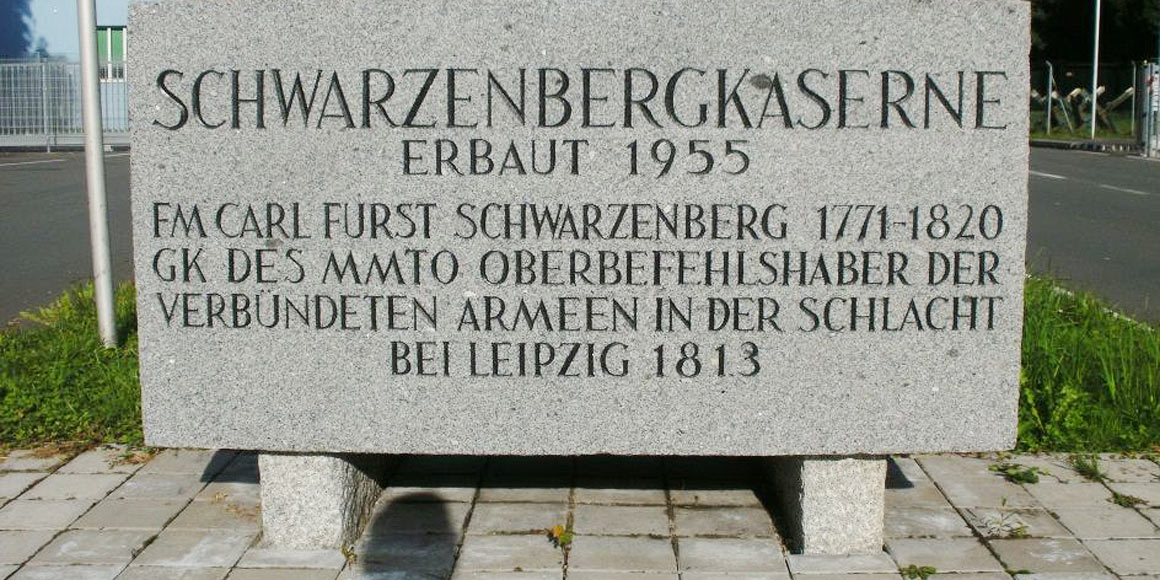 SCHWARZENBERGKASERNE
ERBAUT 1955
FM CARL FÜRST SCHWARZENBERG 1771-1820
GK DES MMTO OBERBEFEHLSHABER DER
VERBÜNDETEN ARMEEN IN DER SCHLACHT
BEI LEIPZIG 1813